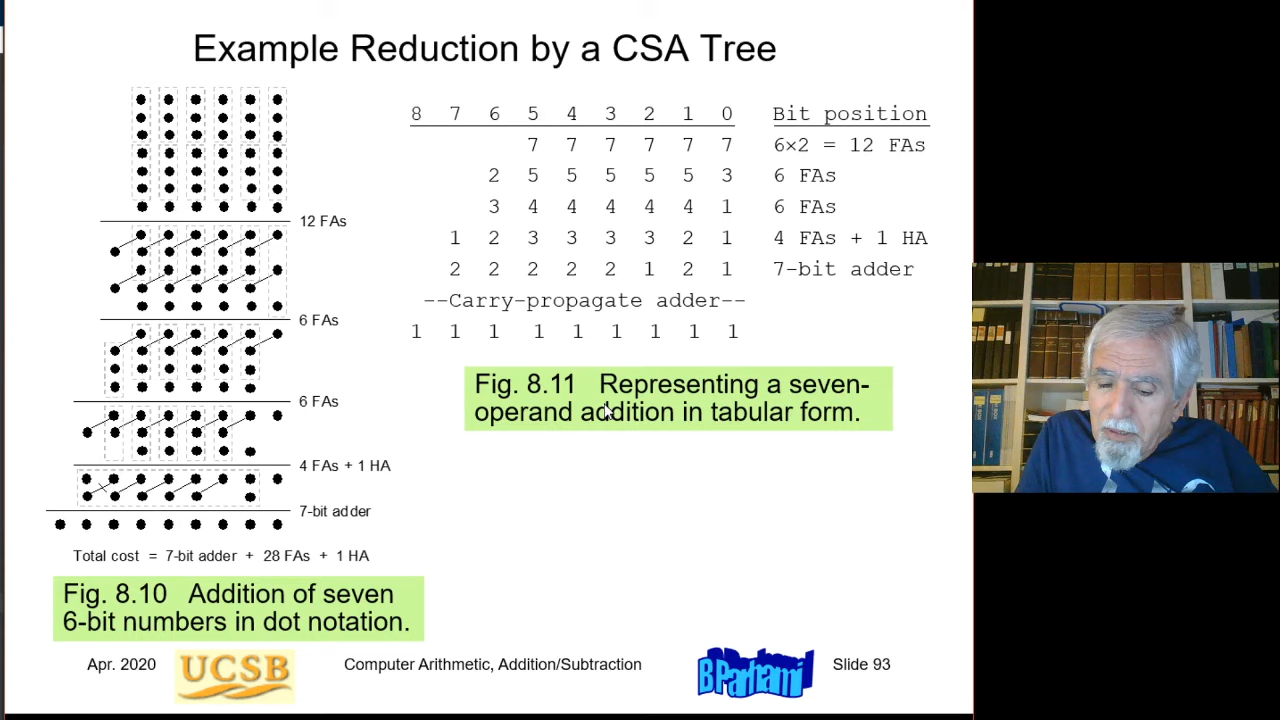 Example Reduction by a CSA Tree
12 FAs
6 FAs
6 FAs
4 FAs + 1 HA
7-bit adder
Total cost = 7-bit adder + 28 FAs + 1 HA
Fig. 8.10 Addition of seven
6-bit numbers in dot notation.
8 7 6 5 4 3 2 1 0 Bit position
7 7 7 7 7 7 6×2 = 12 FAs
2 5 5 5 5 5 3 6 FAs
3 4 4 4 4 4 1 6 FAs
1 2 3 3 3 3 2 1 4 FAs + 1 HA
2 2 2 2 2 1 2 1 7-bit adder
--Carry-propagate adder--
1 1 1 1 1 1 1 1 1
Fig. 8.11 Representing a seven-
operand addition in tabular form.
Apr. 2020
UCSB
Computer Arithmetic, Addition/Subtraction
B Parhami
Slide 93